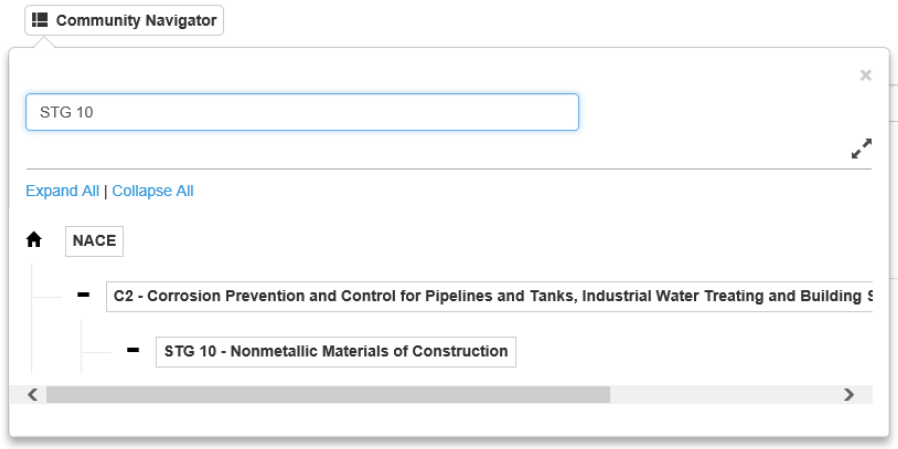 Community Navigator
×
STG 10
Expand All | Collapse All
NACE
C2 - Corrosion Prevention and Control for Pipelines and Tanks, Industrial Water Treating and Building
STG 10 - Nonmetallic Materials of Construction